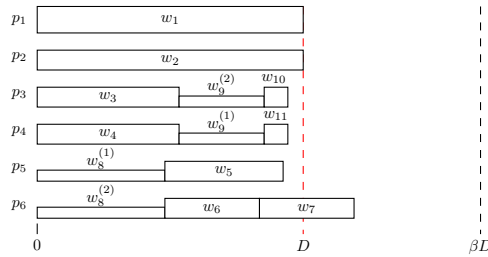 p₁ w₁
p₂ w₂
p₃ w₃ w₉⁽²⁾ w₁₀
p₄ w₄ w₉⁽¹⁾ w₁₁
p₅ w₈⁽¹⁾ w₅
p₆ w₈⁽²⁾ w₆ w₇
0 D βD